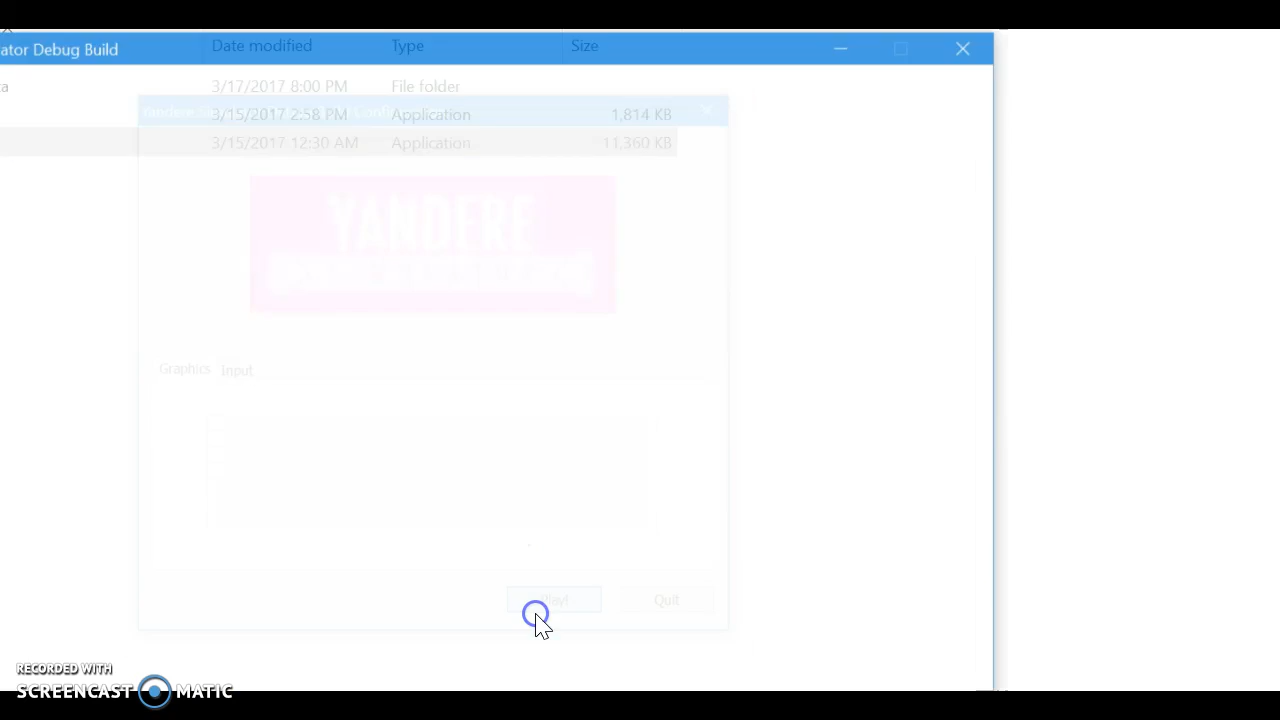 ator Debug Build
Date modified Type Size
ta 3/17/2017 8:00 PM File folder
3/15/2017 2:58 PM Application 1,814 KB
3/15/2017 12:30 AM Application 11,360 KB
YANDERE
Graphics Input
Play! Quit
RECORDED WITH
SCREENCAST MATIC